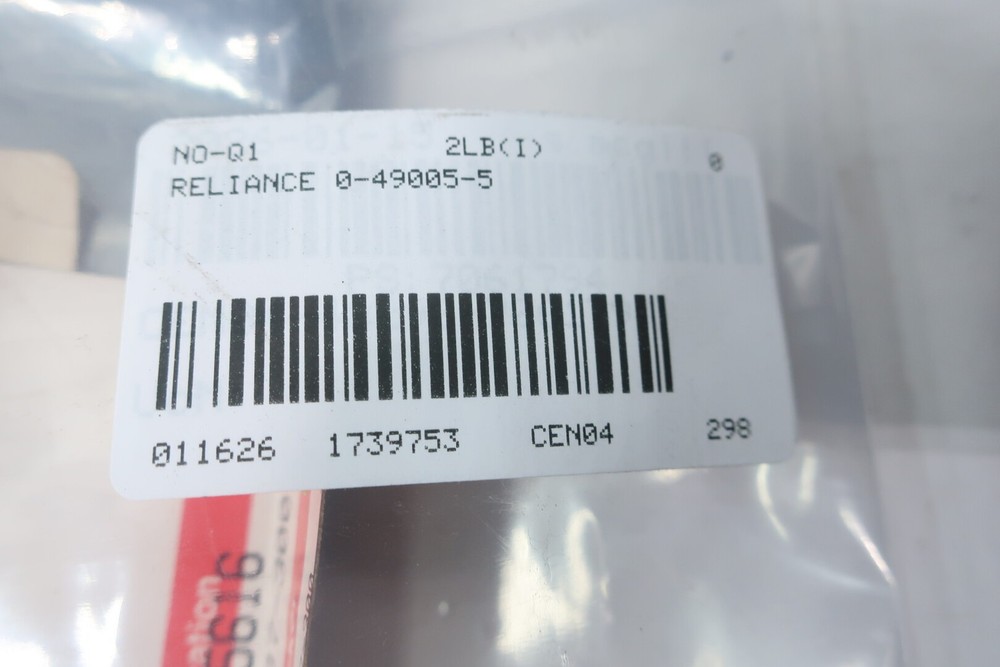 NO-Q1 2LB(I) 0
RELIANCE 0-49005-5
011626 1739753 CEN04 298